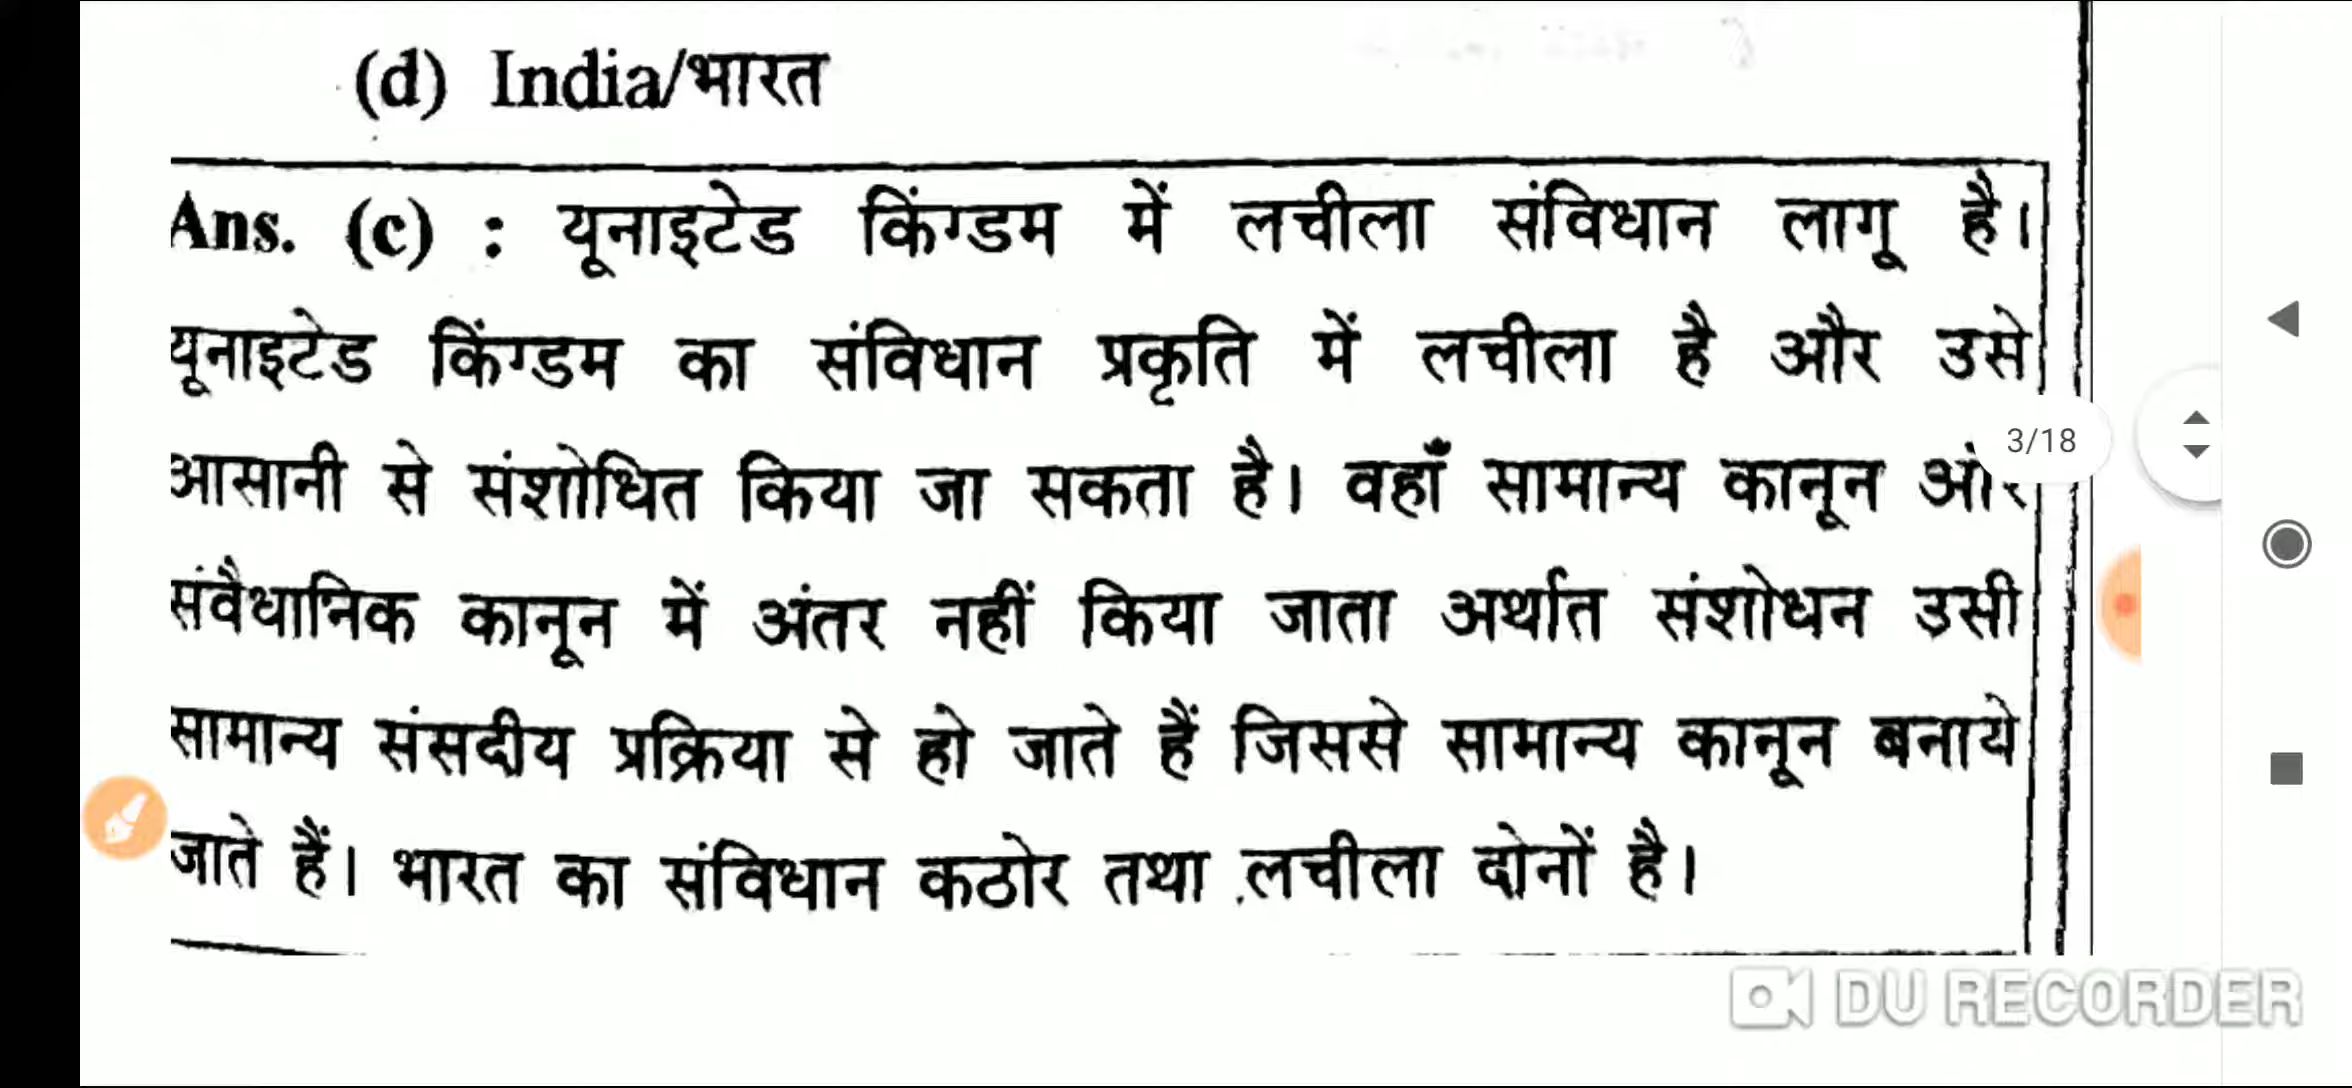 (d) India/भारत
Ans. (c) : यूनाइटेड किंग्डम में लचीला संविधान लागू है।
यूनाइटेड किंग्डम का संविधान प्रकृति में लचीला है और उसे
3/18
आसानी से संशोधित किया जा सकता है। वहाँ सामान्य कानून और
संवैधानिक कानून में अंतर नहीं किया जाता अर्थात संशोधन उसी
सामान्य संसदीय प्रक्रिया से हो जाते हैं जिससे सामान्य कानून बनाये
जाते हैं। भारत का संविधान कठोर तथा लचीला दोनों है।
DU RECORDER